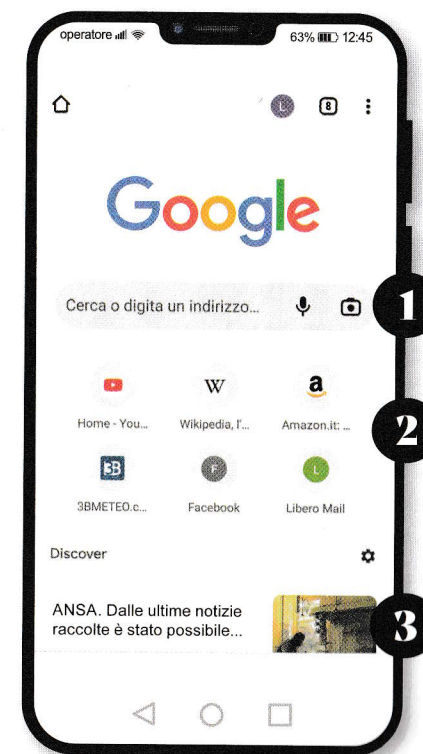 operatore 63% 12:45
L 8
Google
Cerca o digita un indirizzo...
1
W a
Home - You... Wikipedia, l'... Amazon.it: ...
2
3B F L
3BMETEO.c... Facebook Libero Mail
Discover
ANSA. Dalle ultime notizie
raccolte è stato possibile...
3